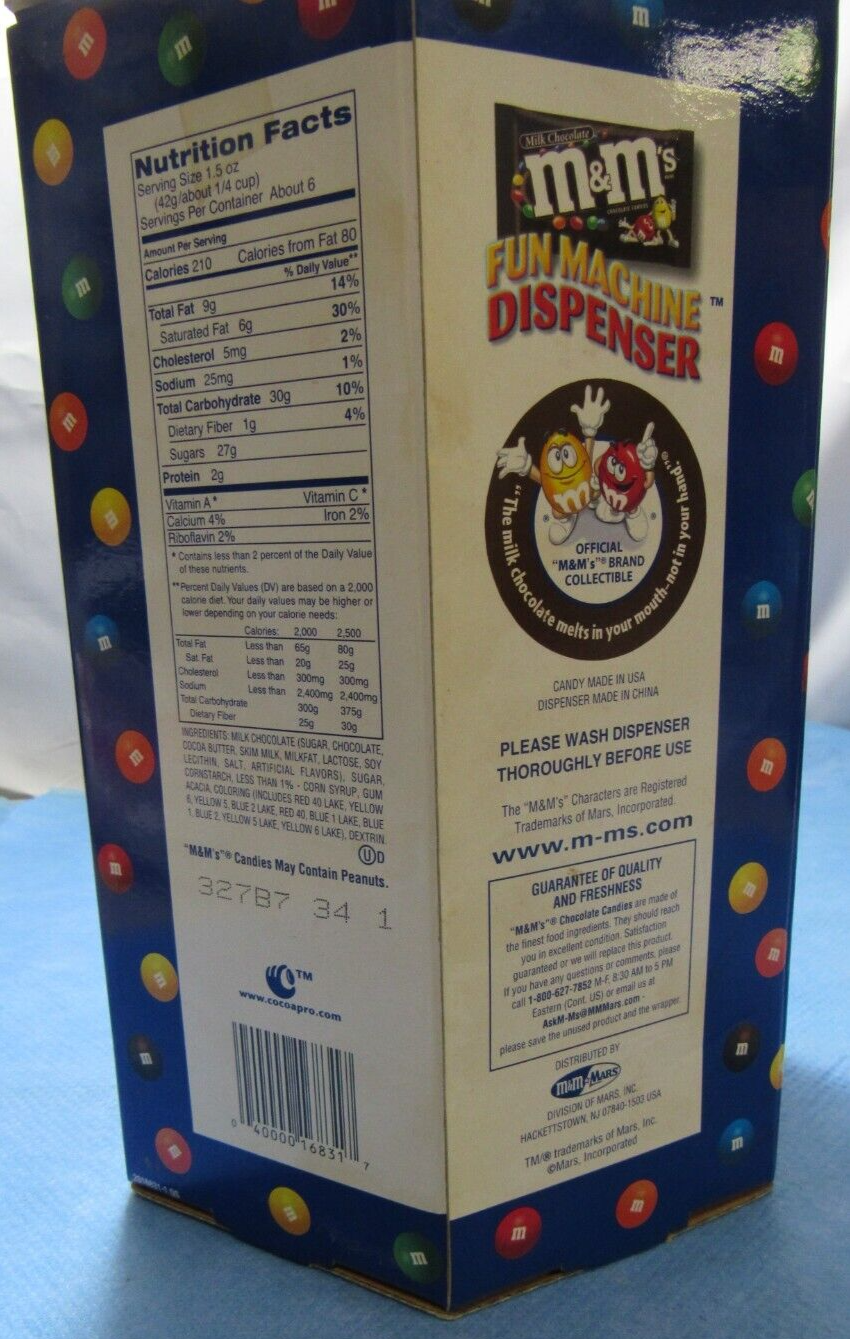 Nutrition Facts
Serving Size 1.5 oz
(42g/about 1/4 cup)
Servings Per Container About 6
Amount Per Serving
Calories 210 Calories from Fat 80
% Daily Value**
Total Fat 9g 14%
Saturated Fat 6g 30%
Cholesterol 5mg 2%
Sodium 25mg 1%
Total Carbohydrate 30g 10%
Dietary Fiber 1g 4%
Sugars 27g
Protein 2g
Vitamin A* Vitamin C*
Calcium 4% Iron 2%
Riboflavin 2%
* Contains less than 2 percent of the Daily Value
of these nutrients.
**Percent Daily Values (DV) are based on a 2,000
calorie diet. Your daily values may be higher or
lower depending on your calorie needs:
Calories: 2,000 2,500
Total Fat Less than 65g 80g
Sat. Fat Less than 20g 25g
Cholesterol Less than 300mg 300mg
Sodium Less than 2,400mg 2,400mg
Total Carbohydrate 300g 375g
Dietary Fiber 25g 30g
INGREDIENTS: MILK CHOCOLATE (SUGAR, CHOCOLATE,
COCOA BUTTER, SKIM MILK, MILKFAT, LACTOSE, SOY
LECITHIN, SALT, ARTIFICIAL FLAVORS), SUGAR,
CORNSTARCH, LESS THAN 1% - CORN SYRUP, GUM
ACACIA, COLORING (INCLUDES RED 40 LAKE, YELLOW
6, YELLOW 5, BLUE 2 LAKE, RED 40, BLUE 1 LAKE, BLUE
1, BLUE 2, YELLOW 5 LAKE, YELLOW 6 LAKE), DEXTRIN.
UD
"M&M's"® Candies May Contain Peanuts.
327B7 34 1
TM
www.cocoapro.com
0 40000 16831 7
Milk Chocolate
m&m's
CHOCOLATE CANDIES
FUN MACHINE
DISPENSER™
"The milk chocolate melts in your mouth-not in your hand."®
OFFICIAL
"M&M's"® BRAND
COLLECTIBLE
CANDY MADE IN USA
DISPENSER MADE IN CHINA
PLEASE WASH DISPENSER
THOROUGHLY BEFORE USE
The "M&M's" Characters are Registered
Trademarks of Mars, Incorporated.
www.m-ms.com
GUARANTEE OF QUALITY
AND FRESHNESS
"M&M's"® Chocolate Candies are made of
the finest food ingredients. They should reach
you in excellent condition. Satisfaction
guaranteed or we will replace this product.
If you have any questions or comments, please
call 1-800-627-7852 M-F, 8:30 AM to 5 PM
Eastern (Cont. US) or email us at
AskM-Ms@MMMars.com -
please save the unused product and the wrapper.
DISTRIBUTED BY
m&m MARS
DIVISION OF MARS, INC.
HACKETTSTOWN, NJ 07840-1503 USA
TM/® trademarks of Mars, Inc.
©Mars, Incorporated